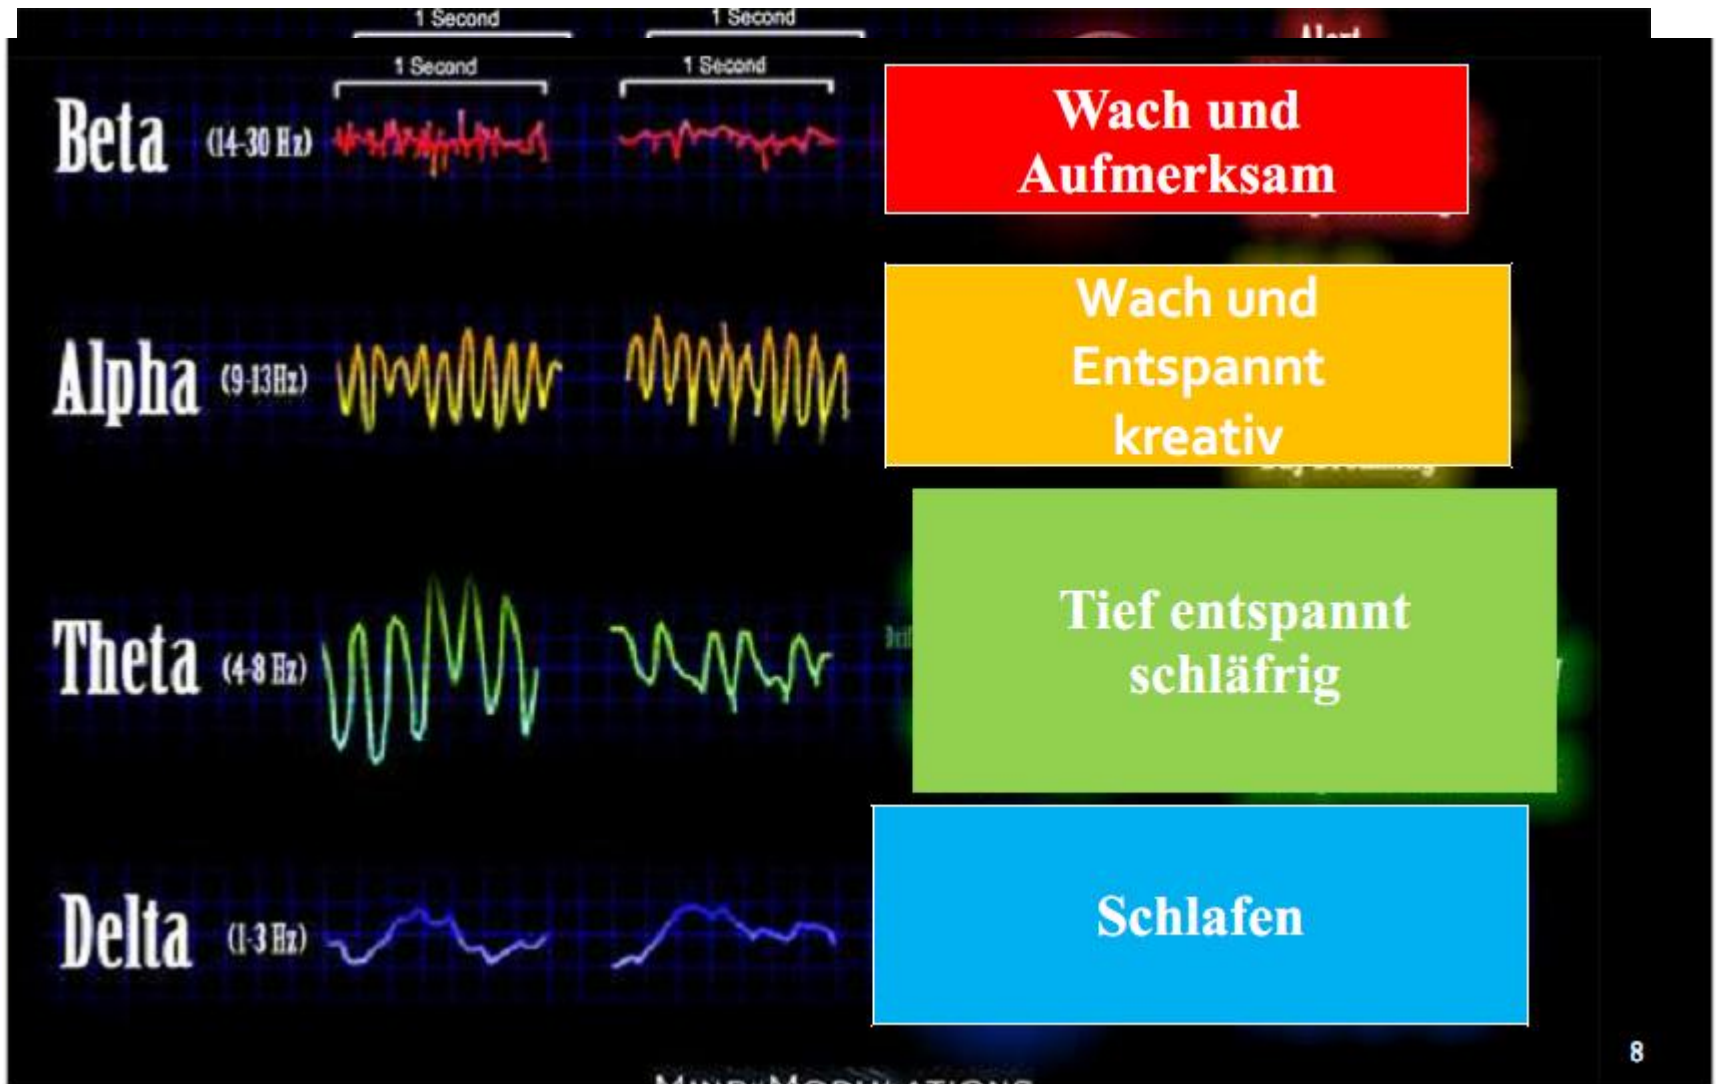 1 Second 1 Second
1 Second 1 Second
Beta (14-30 Hz)
Wach und
Aufmerksam
Alpha (9-13Hz)
Wach und
Entspannt
kreativ
Theta (4-8 Hz)
Tief entspannt
schläfrig
Delta (1-3 Hz)
Schlafen
8